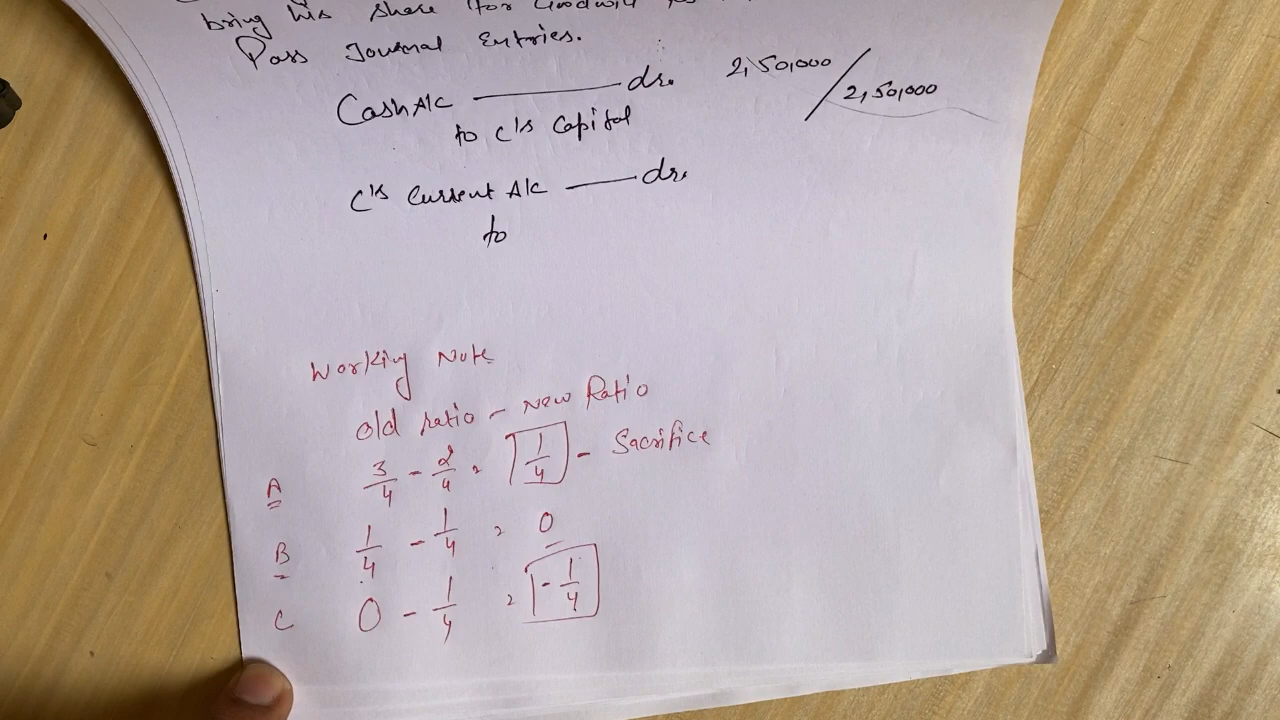 bring his share for Goodwill
Pass Journal Entries.
Cash A/c ——— dr. 2,50,000
to C's Capital 2,50,000
C's Current A/c ——— dr.
to
Working Note
old ratio - New Ratio
A 3/4 - 2/4 = 1/4 - Sacrifice
B 1/4 - 1/4 = 0
C 0 - 1/4 = -1/4